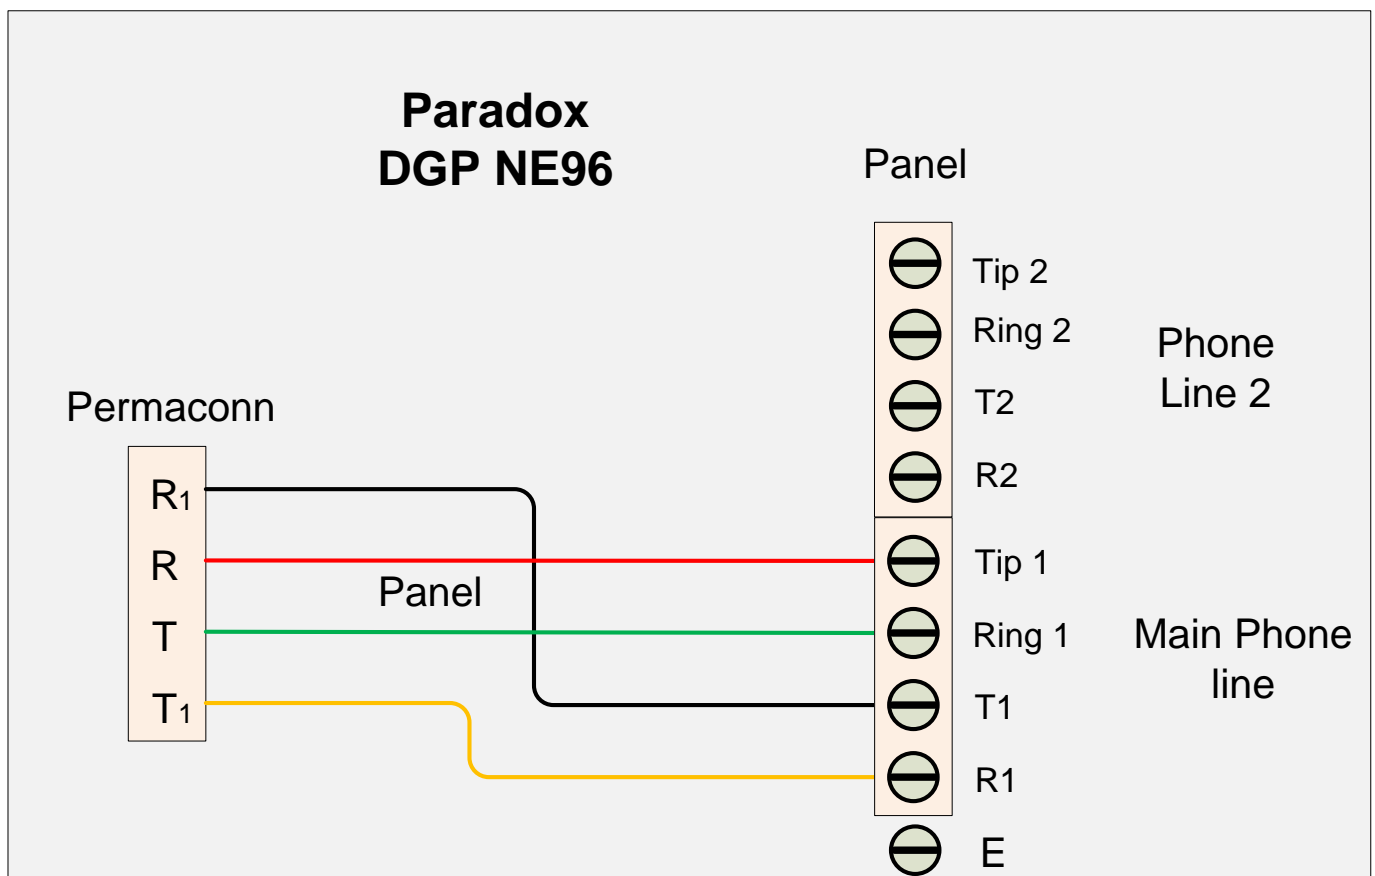 Paradox
DGP NE96
Panel
Tip 2
Ring 2
T2
R2
Phone
Line 2
Permaconn
R1
R
T
T1
Panel
Tip 1
Ring 1
T1
R1
E
Main Phone
line